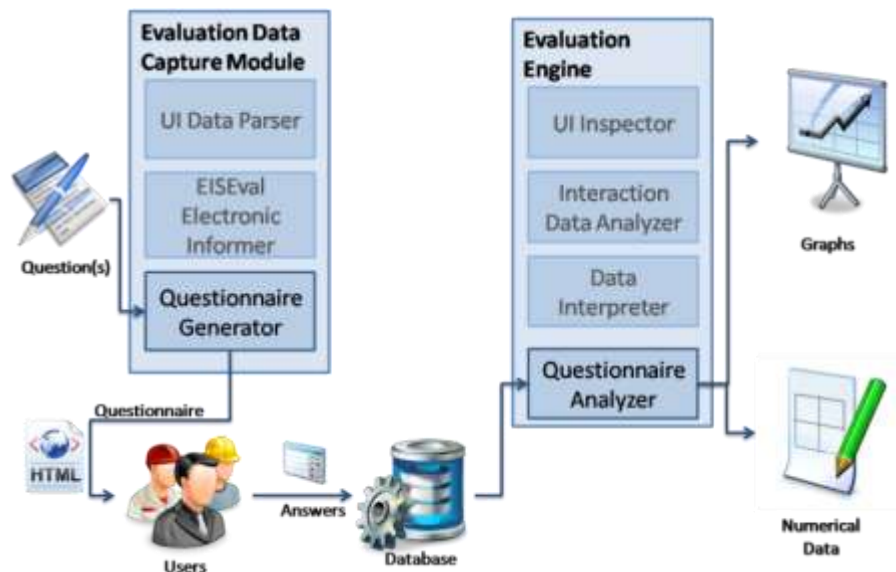 Evaluation Data
Capture Module
UI Data Parser
EISEval
Electronic
Informer
Questionnaire
Generator
Question(s)
Questionnaire
HTML
Users
Answers
Database
Evaluation
Engine
UI Inspector
Interaction
Data Analyzer
Data
Interpreter
Questionnaire
Analyzer
Graphs
Numerical
Data